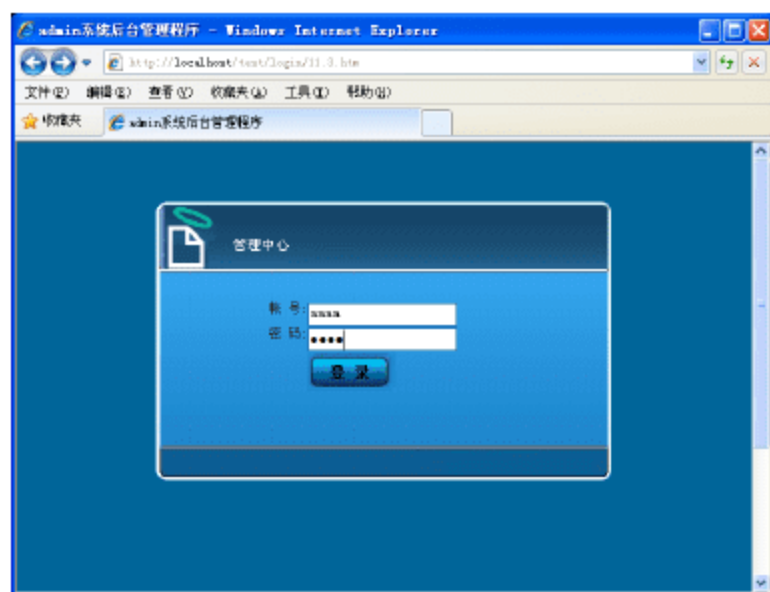 admin系统后台管理程序 - Windows Internet Explorer
http://localhost/test/login/11.3.htm
文件(F) 编辑(E) 查看(V) 收藏夹(A) 工具(T) 帮助(H)
收藏夹 admin系统后台管理程序
管理中心
帐 号:
密 码: ●●●●
登 录